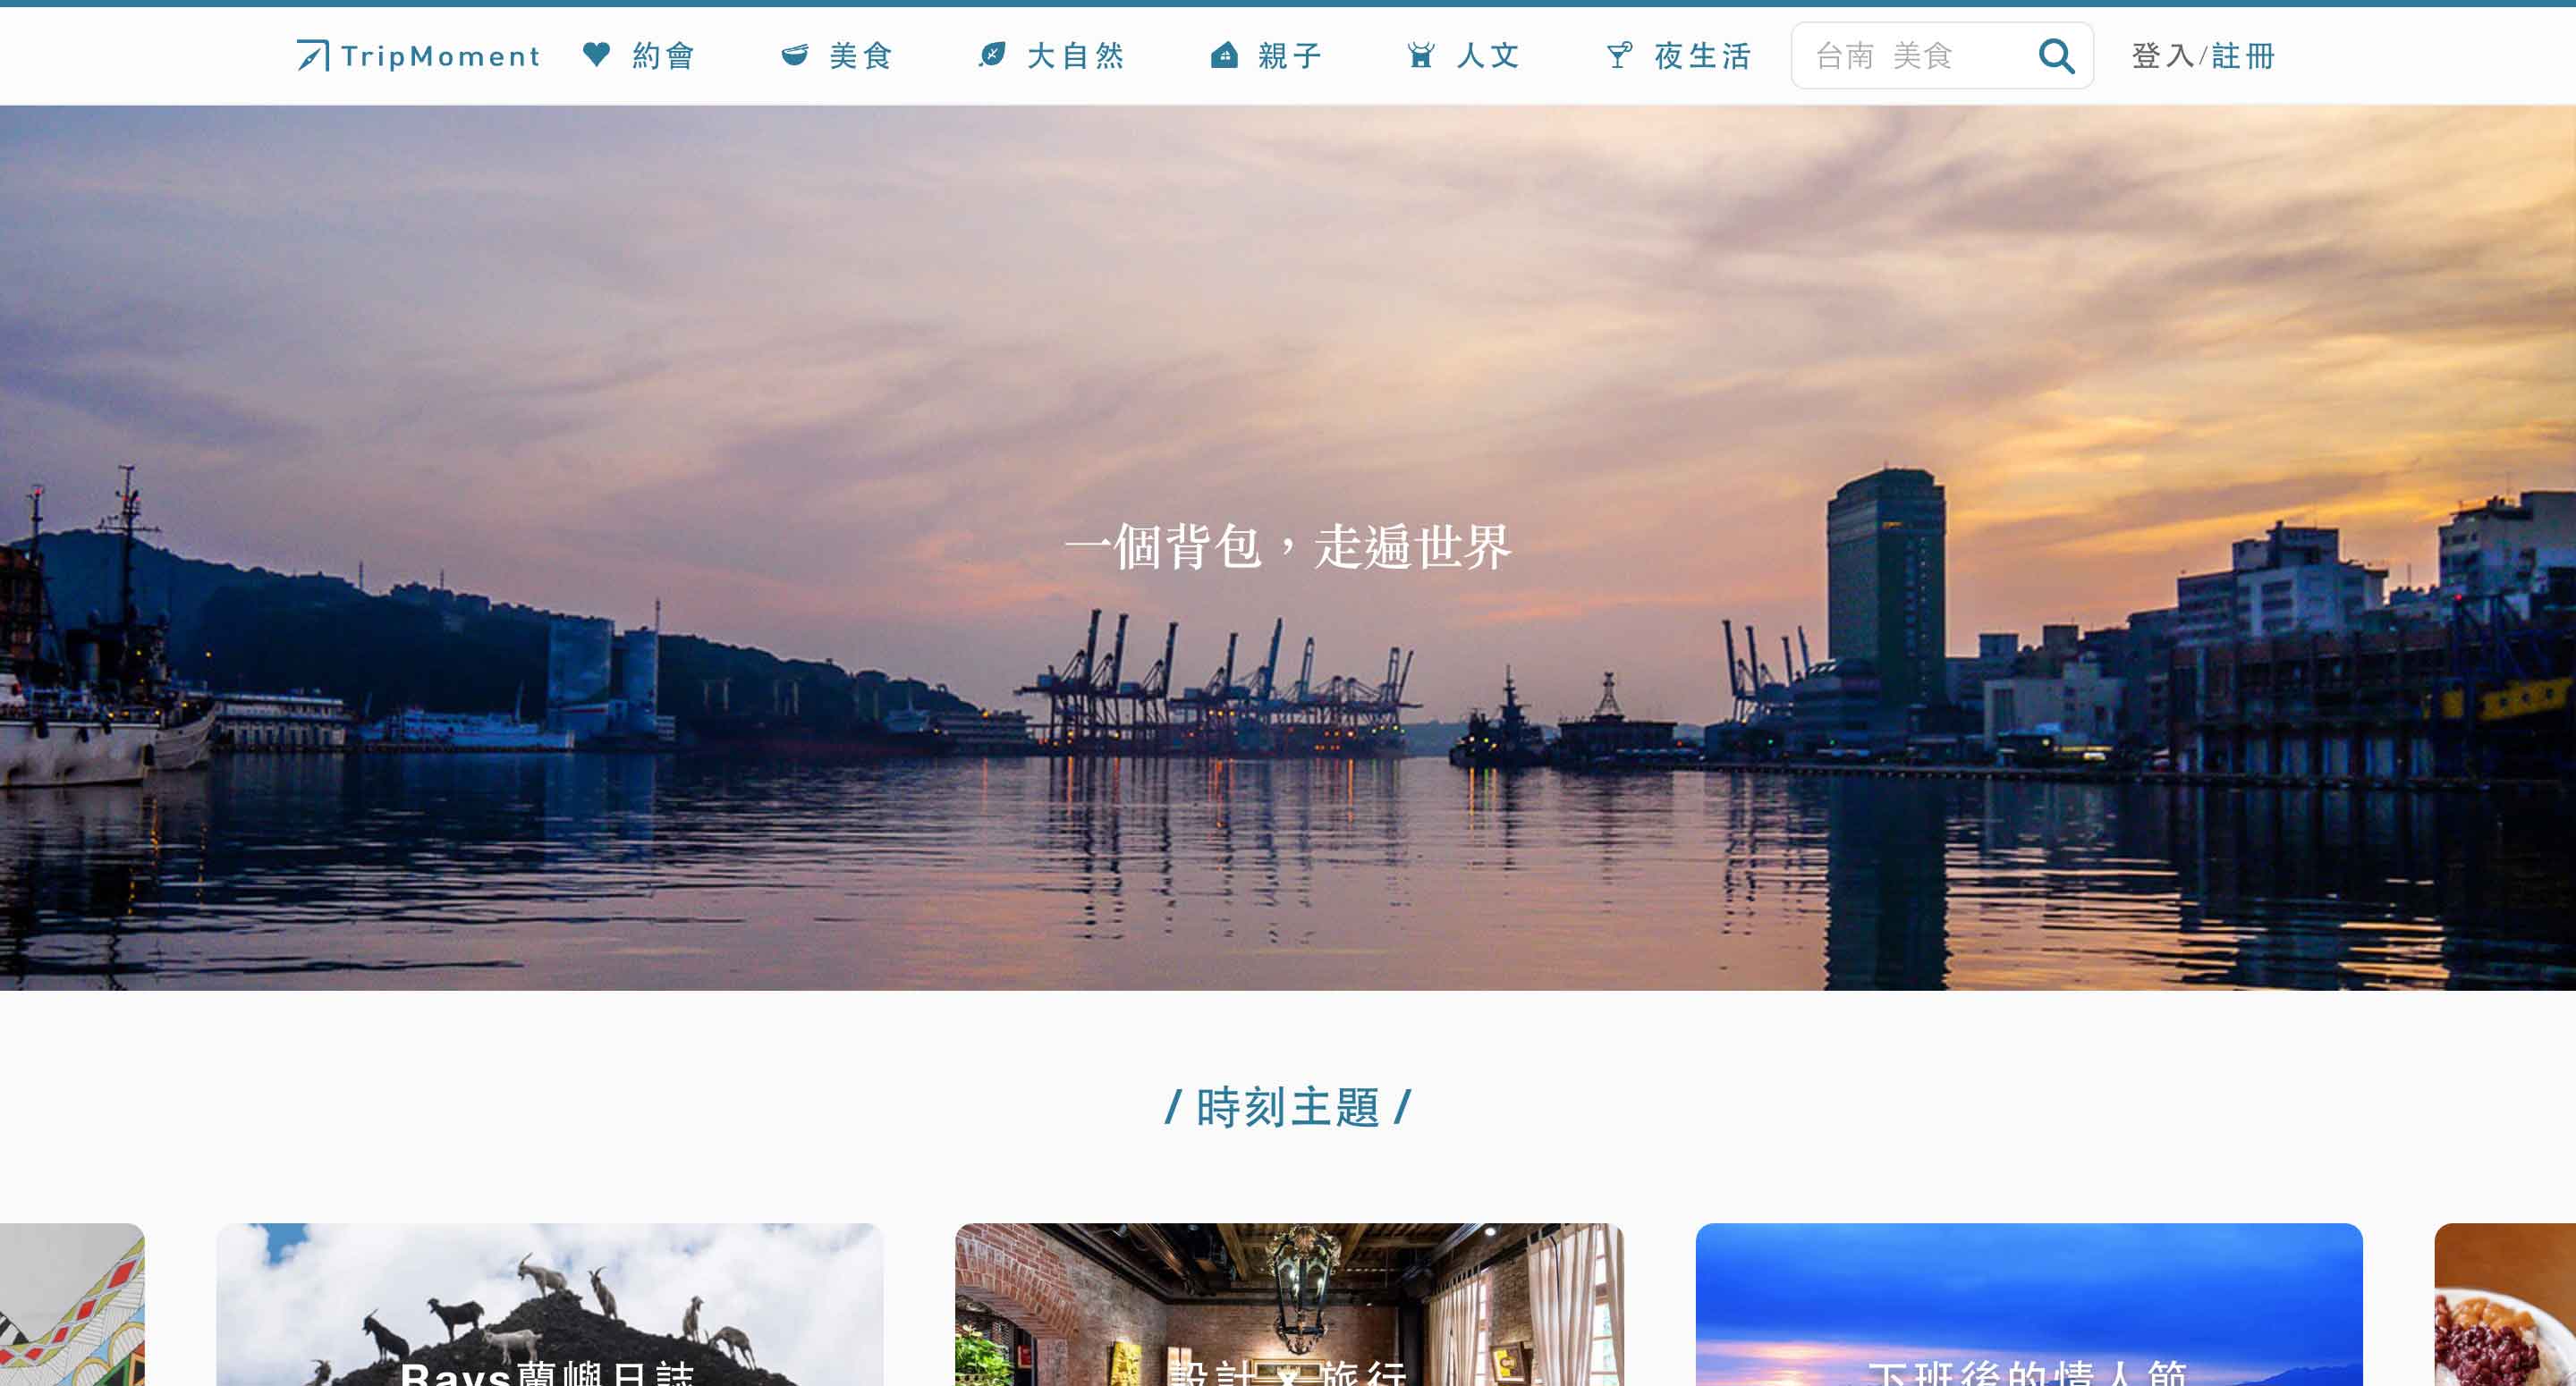 TripMoment 約會 美食 大自然 親子 人文 夜生活 台南 美食 登入/註冊
一個背包，走遍世界
/ 時刻主題 /
Rays蘭嶼日誌
設計 x 旅行
下班後的情人節